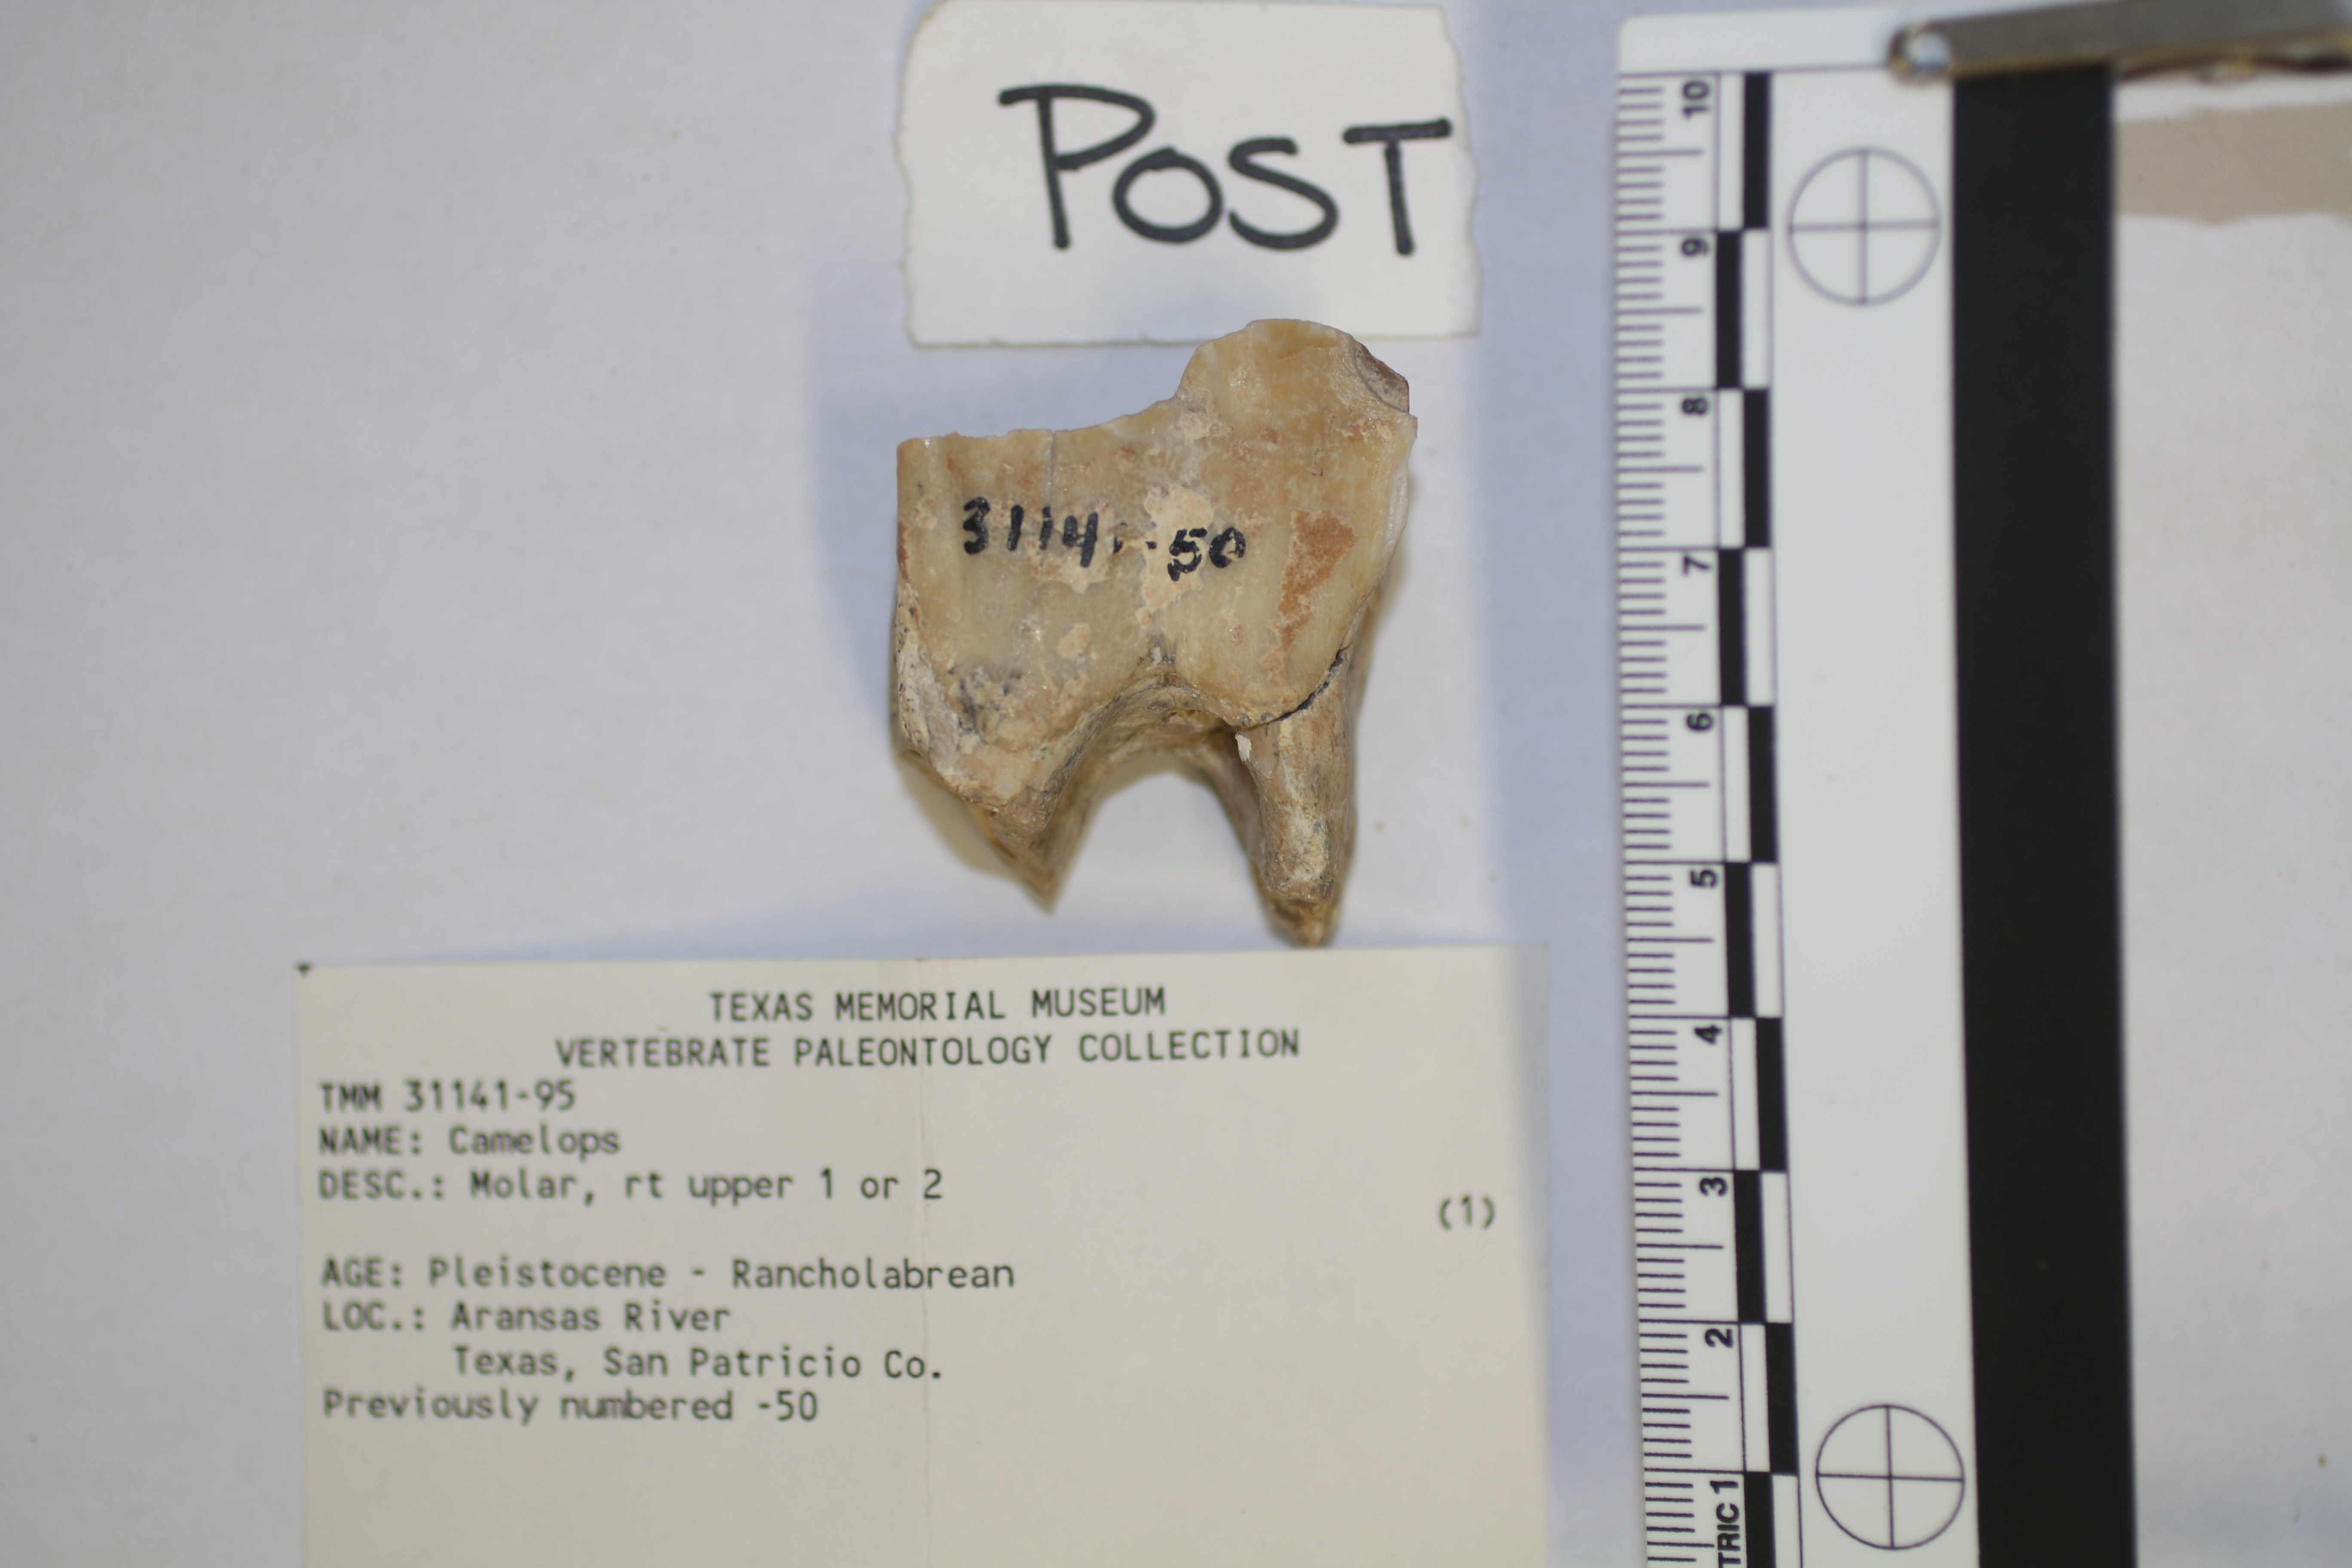 POST
31141-50
TEXAS MEMORIAL MUSEUM
VERTEBRATE PALEONTOLOGY COLLECTION
TMM 31141-95
NAME: Camelops
DESC.: Molar, rt upper 1 or 2
(1)
AGE: Pleistocene - Rancholabrean
LOC.: Aransas River
Texas, San Patricio Co.
Previously numbered -50
10
9
8
7
6
5
4
3
2
TRIC 1